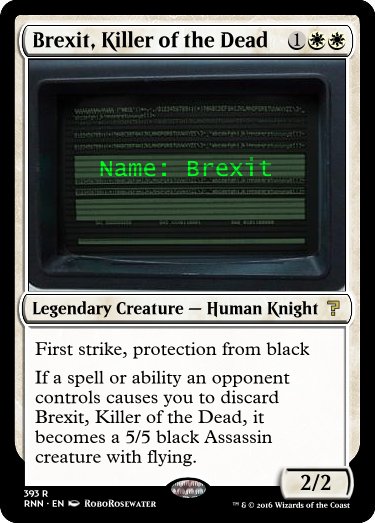 Brexit, Killer of the Dead 1
Name: Brexit
Legendary Creature — Human Knight
First strike, protection from black
If a spell or ability an opponent
controls causes you to discard
Brexit, Killer of the Dead, it
becomes a 5/5 black Assassin
creature with flying.
2/2
393 R
RNN • EN ROBOROSEWATER ™ & © 2016 Wizards of the Coast